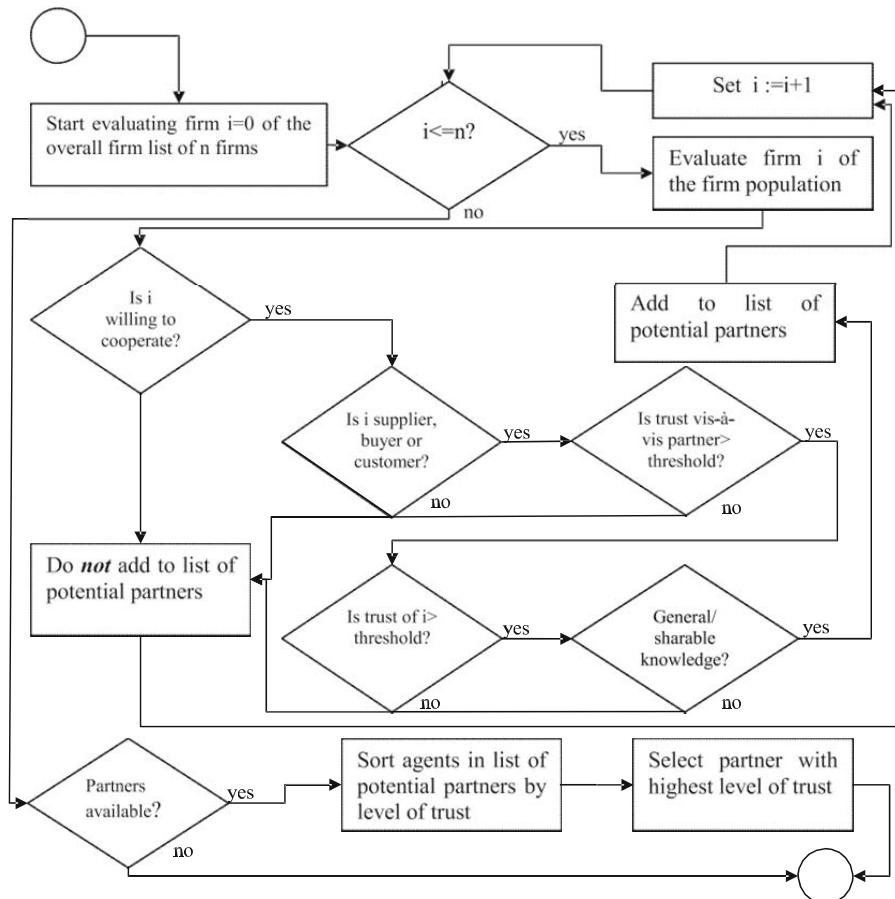 Set i :=i+1
Start evaluating firm i=0 of the
overall firm list of n firms
i<=n?
yes
Evaluate firm i of
the firm population
no
Is i
willing to
cooperate?
yes
Add to list of
potential partners
Is i supplier,
buyer or
customer?
yes
Is trust vis-à-
vis partner>
threshold?
yes
no
no
Do not add to list of
potential partners
Is trust of i>
threshold?
yes
General/
sharable
knowledge?
yes
no
no
Partners
available?
yes
Sort agents in list of
potential partners by
level of trust
Select partner with
highest level of trust
no